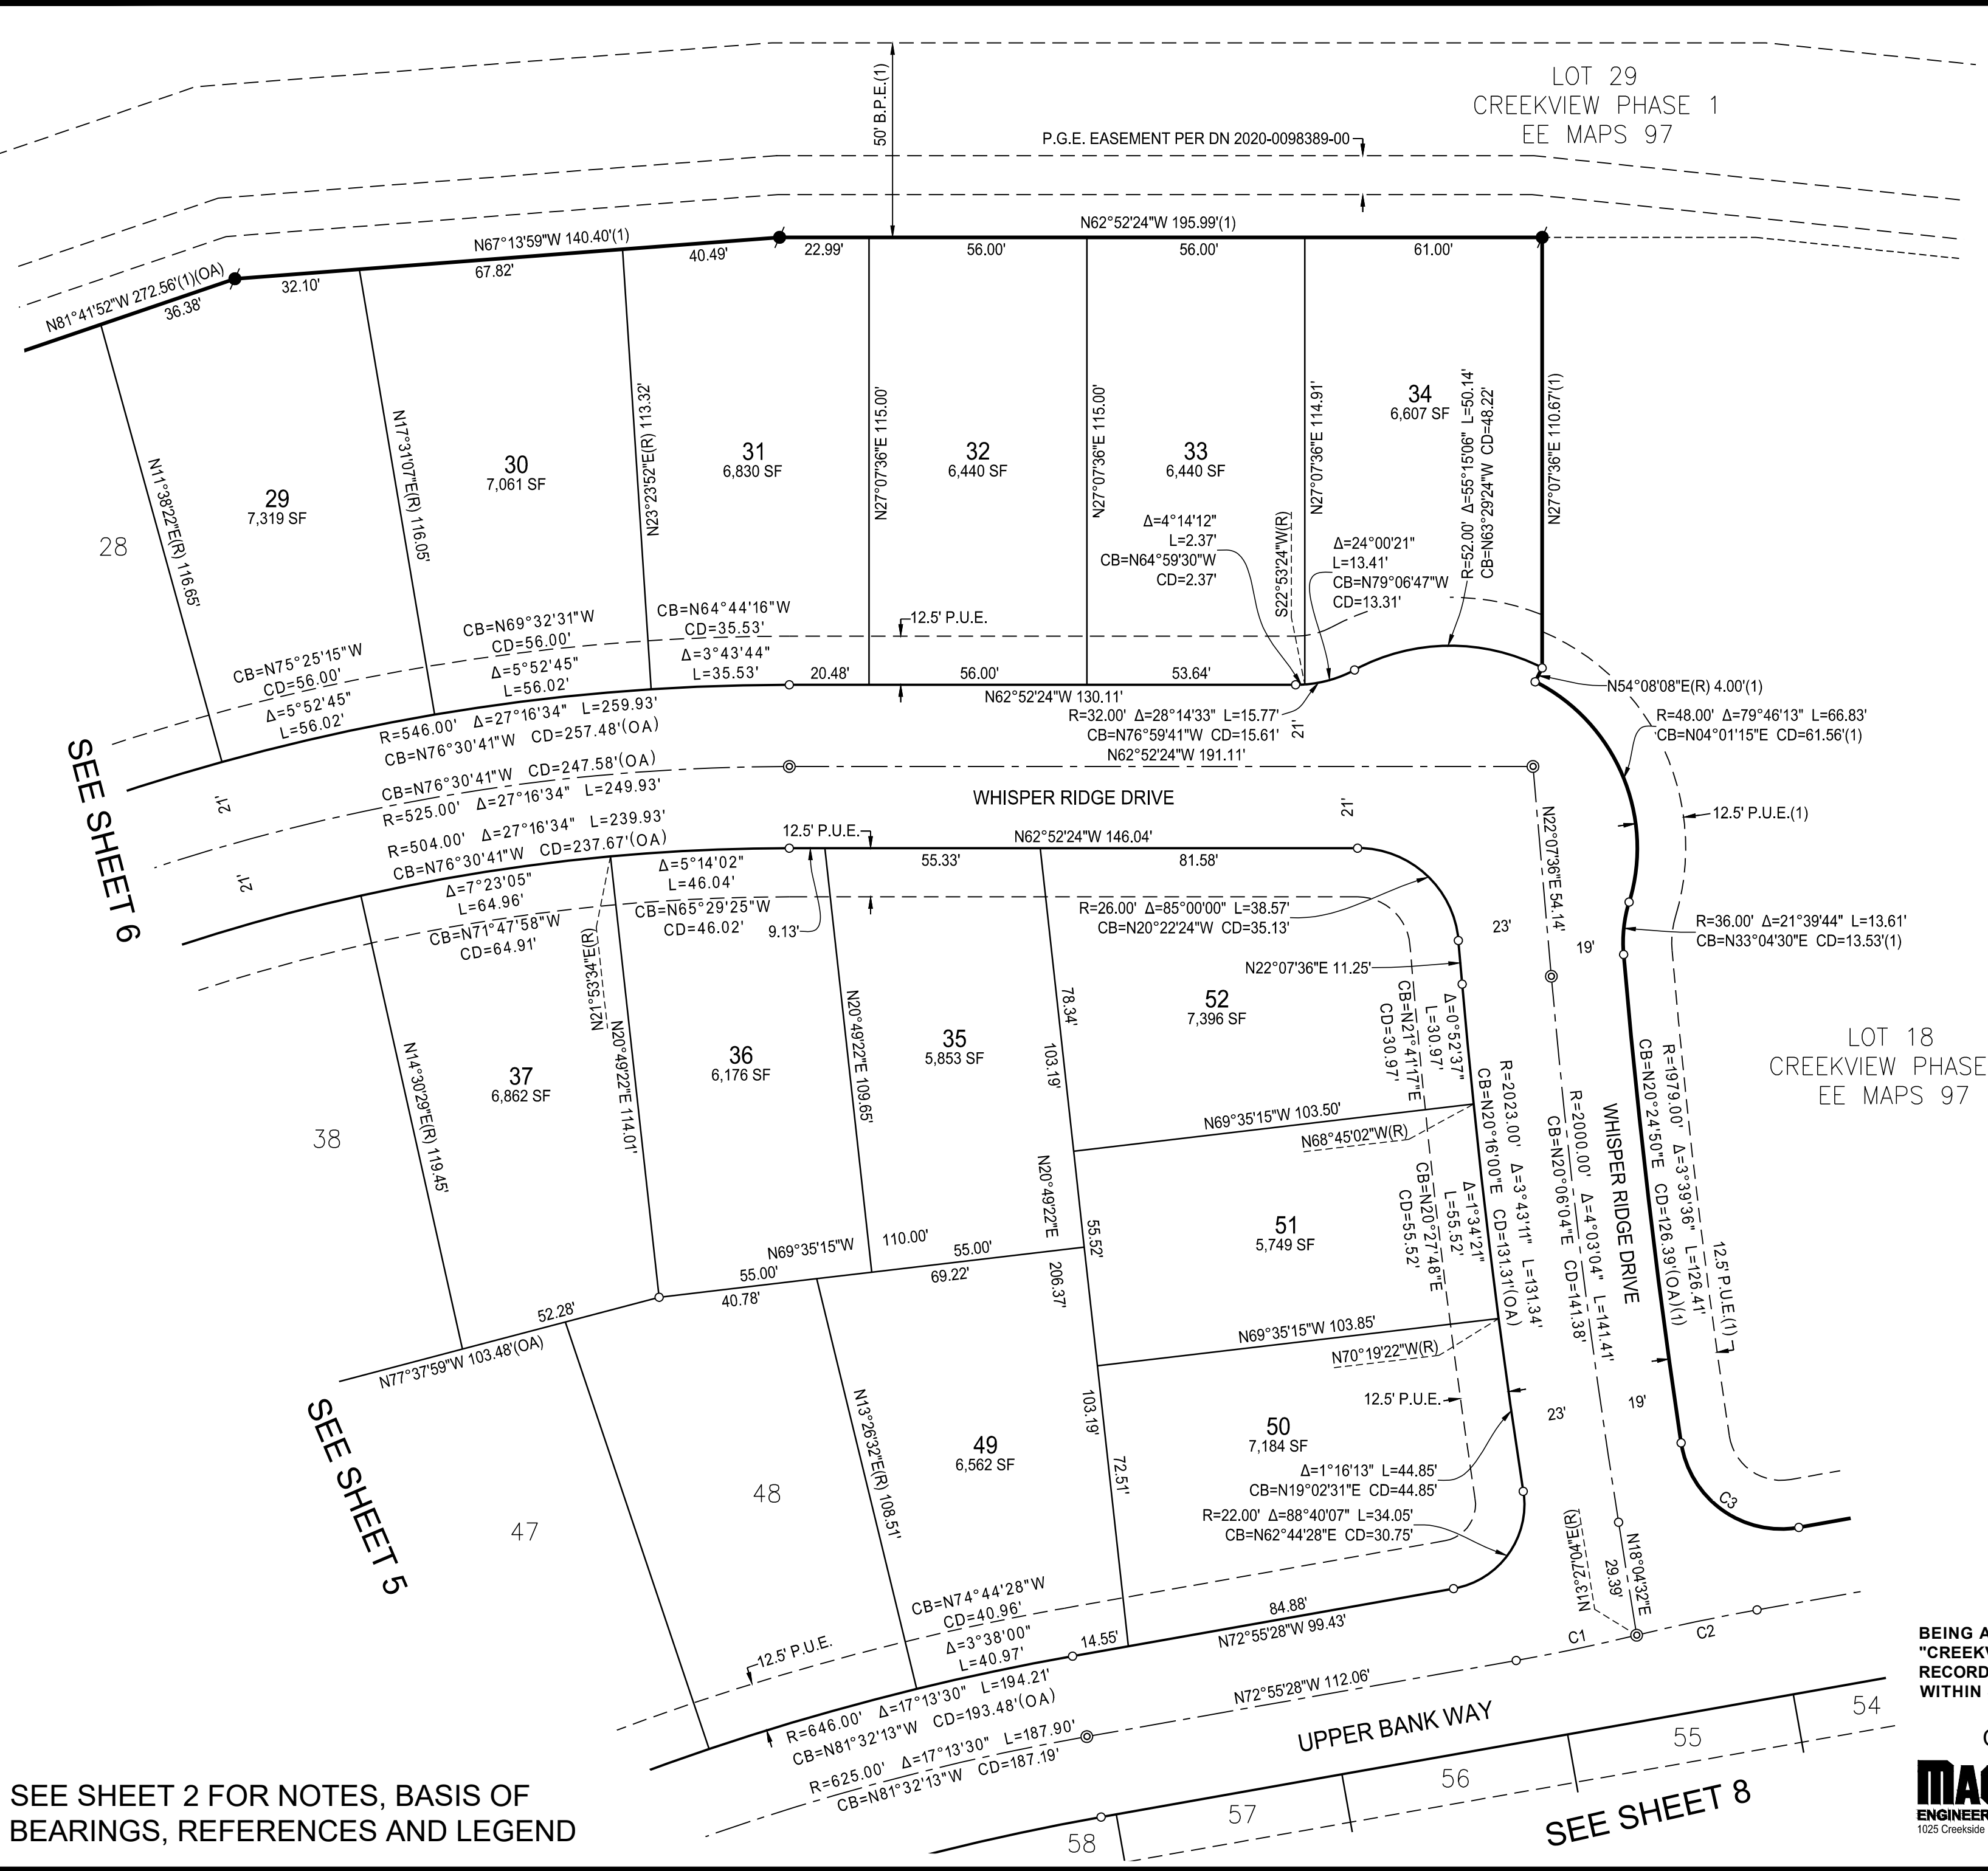 LOT 29
CREEKVIEW PHASE 1
EE MAPS 97
50' B.P.E.(1)
P.G.E. EASEMENT PER DN 2020-0098389-00
N81°41'52"W 272.56'(1)(OA)
36.38'
N67°13'59"W 140.40'(1)
32.10'
67.82'
40.49'
N62°52'24"W 195.99'(1)
22.99'
56.00'
56.00'
61.00'
28
N11°38'22"E(R) 116.65'
29
7,319 SF
N17°31'07"E(R) 116.05'
30
7,061 SF
N23°23'52"E(R) 113.32'
31
6,830 SF
N27°07'36"E 115.00'
32
6,440 SF
N27°07'36"E 115.00'
33
6,440 SF
N27°07'36"E 114.91'
34
6,607 SF
R=52.00' Δ=55°15'06" L=50.14'
CB=N63°29'24"W CD=48.22'
N27°07'36"E 110.67'(1)
Δ=4°14'12"
L=2.37'
CB=N64°59'30"W
CD=2.37'
S22°53'24"W(R)
Δ=24°00'21"
L=13.41'
CB=N79°06'47"W
CD=13.31'
CB=N75°25'15"W
CD=56.00'
Δ=5°52'45"
L=56.02'
CB=N69°32'31"W
CD=56.00'
Δ=5°52'45"
L=56.02'
CB=N64°44'16"W
CD=35.53'
Δ=3°43'44"
L=35.53'
12.5' P.U.E.
20.48'
56.00'
53.64'
N62°52'24"W 130.11'
R=32.00' Δ=28°14'33" L=15.77'
CB=N76°59'41"W CD=15.61'
21'
N62°52'24"W 191.11'
N54°08'08"E(R) 4.00'(1)
R=48.00' Δ=79°46'13" L=66.83'
CB=N04°01'15"E CD=61.56'(1)
12.5' P.U.E.(1)
R=546.00' Δ=27°16'34" L=259.93'
CB=N76°30'41"W CD=257.48'(OA)
CB=N76°30'41"W CD=247.58'(OA)
R=525.00' Δ=27°16'34" L=249.93'
R=504.00' Δ=27°16'34" L=239.93'
CB=N76°30'41"W CD=237.67'(OA)
SEE SHEET 6
21'
21'
WHISPER RIDGE DRIVE
21'
12.5' P.U.E.
N62°52'24"W 146.04'
55.33'
81.58'
N22°07'36"E 54.14'
Δ=7°23'05"
L=64.96'
CB=N71°47'58"W
CD=64.91'
Δ=5°14'02"
L=46.04'
CB=N65°29'25"W
CD=46.02'
9.13'
R=26.00' Δ=85°00'00" L=38.57'
CB=N20°22'24"W CD=35.13'
23'
19'
R=36.00' Δ=21°39'44" L=13.61'
CB=N33°04'30"E CD=13.53'(1)
N22°07'36"E 11.25'
38
N14°30'29"E(R) 119.45'
37
6,862 SF
N21°53'34"E(R)
N20°49'22"E 114.01'
36
6,176 SF
N20°49'22"E 109.65'
35
5,853 SF
78.34'
103.19'
52
7,396 SF
CB=N21°41'17"E
CD=30.97'
Δ=0°52'37"
L=30.97'
R=2023.00' Δ=3°43'11" L=131.34'
CB=N20°16'00"E CD=131.31'(OA)
R=2000.00' Δ=4°03'04" L=141.41'
CB=N20°06'04"E CD=141.38'
WHISPER RIDGE DRIVE
R=1979.00' Δ=3°39'36" L=126.41'
CB=N20°24'50"E CD=126.39'(OA)(1)
12.5' P.U.E.(1)
LOT 18
CREEKVIEW PHASE
EE MAPS 97
N69°35'15"W 103.50'
N68°45'02"W(R)
N20°49'22"E
206.37'
55.52'
51
5,749 SF
CB=N20°27'48"E
CD=55.52'
Δ=1°34'21"
L=55.52'
N69°35'15"W
110.00'
55.00'
55.00'
40.78'
69.22'
52.28'
N77°37'59"W 103.48'(OA)
N69°35'15"W 103.85'
N70°19'22"W(R)
12.5' P.U.E.
SEE SHEET 5
47
48
N13°26'32"E(R) 108.51'
49
6,562 SF
103.19'
72.51'
50
7,184 SF
23'
19'
Δ=1°16'13" L=44.85'
CB=N19°02'31"E CD=44.85'
R=22.00' Δ=88°40'07" L=34.05'
CB=N62°44'28"E CD=30.75'
C3
N13°27'04"E(R)
N18°04'32"E
29.39'
CB=N74°44'28"W
CD=40.96'
Δ=3°38'00"
L=40.97'
12.5' P.U.E.
14.55'
84.88'
N72°55'28"W 99.43'
C1
C2
R=646.00' Δ=17°13'30" L=194.21'
CB=N81°32'13"W CD=193.48'(OA)
R=625.00' Δ=17°13'30" L=187.90'
CB=N81°32'13"W CD=187.19'
N72°55'28"W 112.06'
UPPER BANK WAY
54
55
56
57
58
SEE SHEET 8
SEE SHEET 2 FOR NOTES, BASIS OF
BEARINGS, REFERENCES AND LEGEND
BEING A
"CREEKV
RECORD
WITHIN
MA
ENGINEER
1025 Creekside